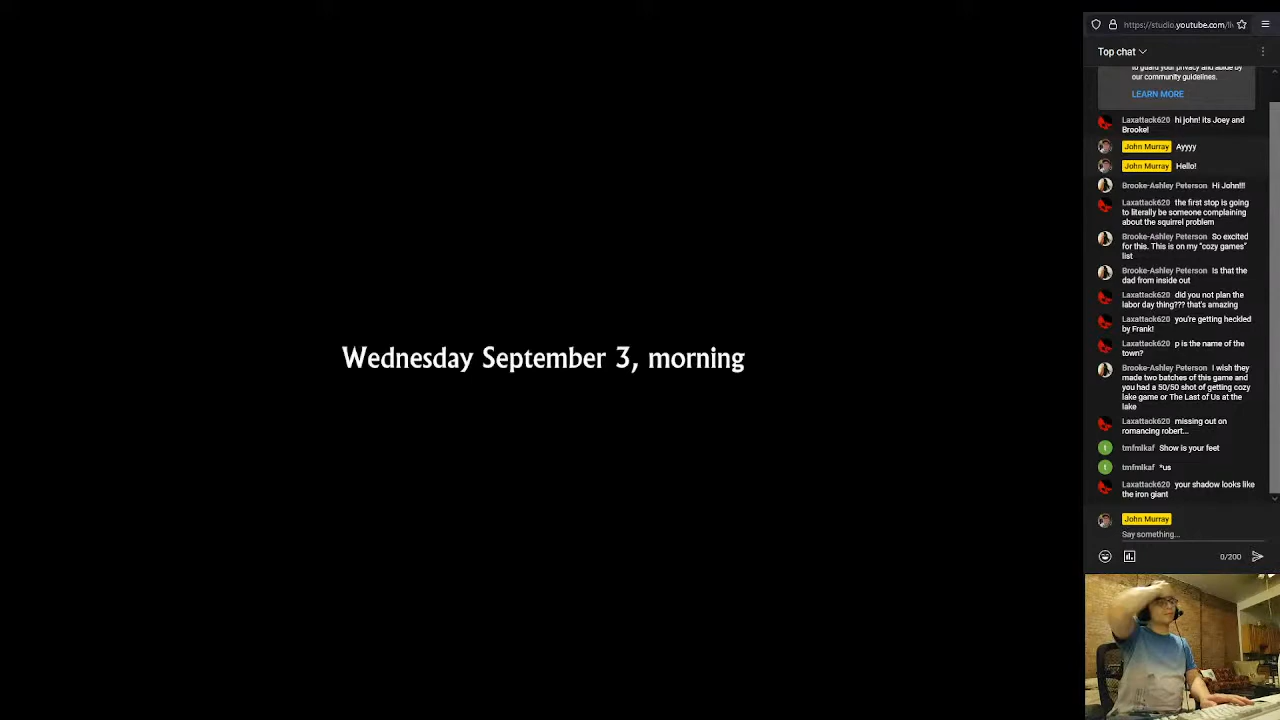 Wednesday September 3, morning
https://studio.youtube.com/li
Top chat
to guard your privacy and abide by
our community guidelines.
LEARN MORE
Laxattack620 hi john! its Joey and
Brooke!
John Murray Ayyyy
John Murray Hello!
Brooke-Ashley Peterson Hi John!!!
Laxattack620 the first stop is going
to literally be someone complaining
about the squirrel problem
Brooke-Ashley Peterson So excited
for this. This is on my "cozy games"
list
Brooke-Ashley Peterson Is that the
dad from inside out
Laxattack620 did you not plan the
labor day thing??? that's amazing
Laxattack620 you're getting heckled
by Frank!
Laxattack620 p is the name of the
town?
Brooke-Ashley Peterson I wish they
made two batches of this game and
you had a 50/50 shot of getting cozy
lake game or The Last of Us at the
lake
Laxattack620 missing out on
romancing robert...
t tmfmlkaf Show is your feet
t tmfmlkaf *us
Laxattack620 your shadow looks like
the iron giant
John Murray
Say something...
0/200